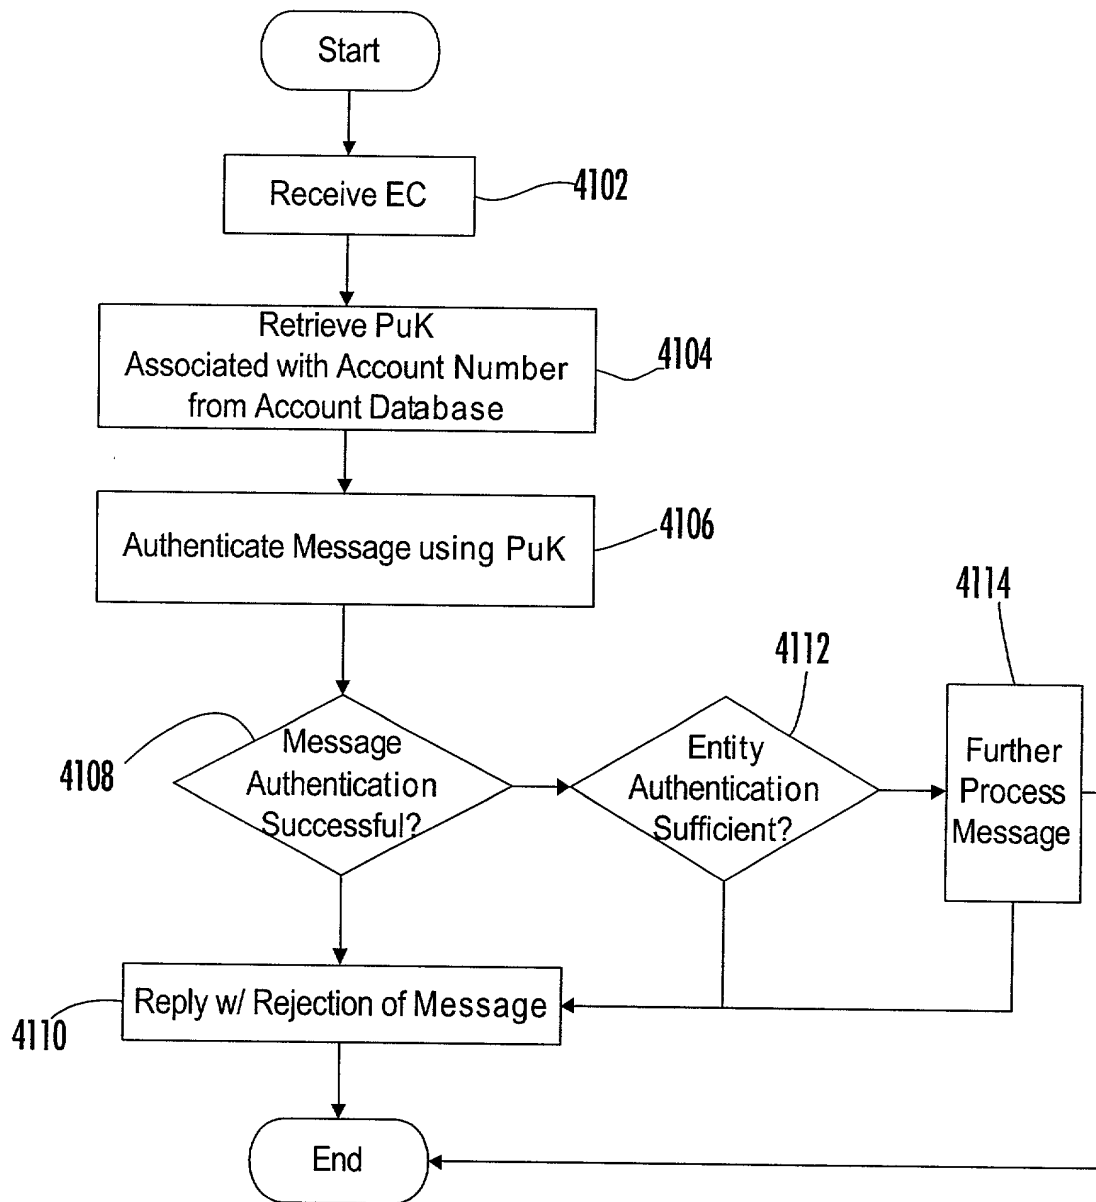 Start
Receive EC
4102
Retrieve PuK
Associated with Account Number
from Account Database
4104
Authenticate Message using PuK
4106
4114
4112
4108
Message
Authentication
Successful?
Entity
Authentication
Sufficient?
Further
Process
Message
Reply w/ Rejection of Message
4110
End